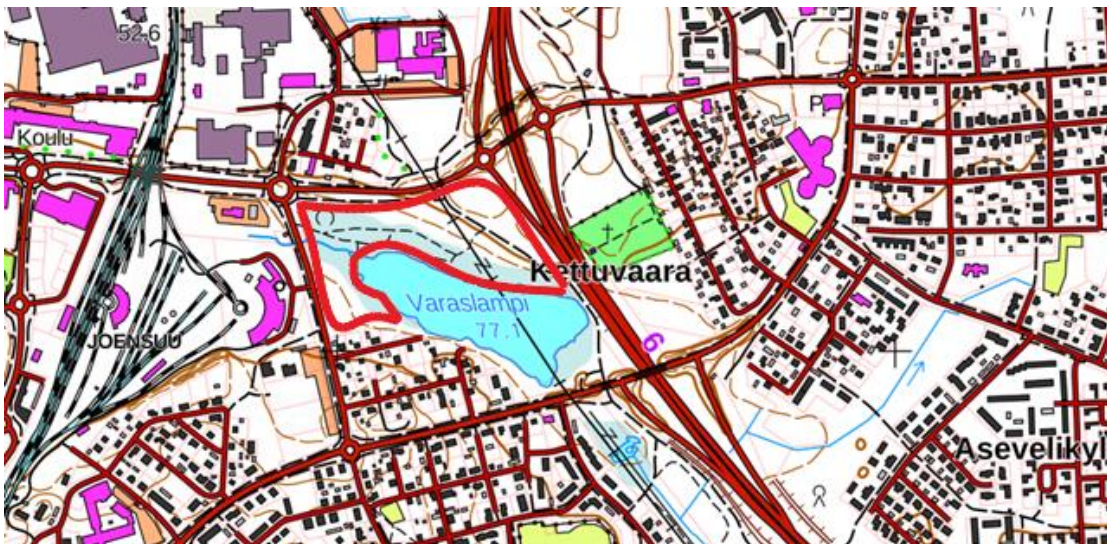 52.6
Koulu
P
Kettuvaara
Varaslampi
77.1
JOENSUU
6
Asevelikyl